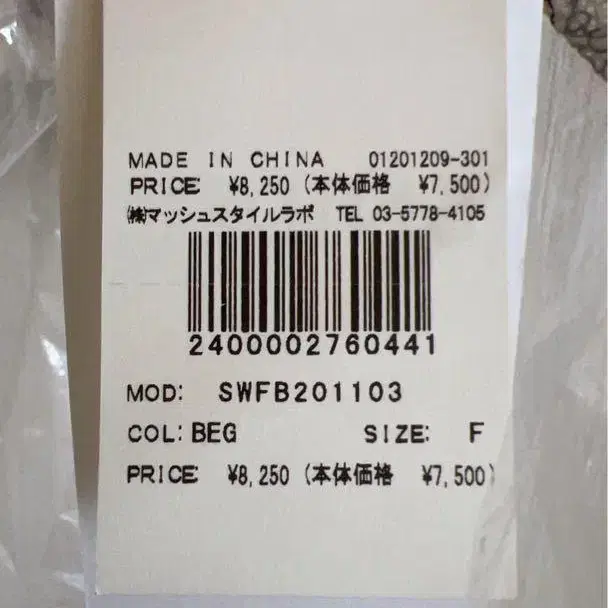 MADE IN CHINA 01201209-301
PRICE: ¥8,250 (本体価格 ¥7,500)
㈱マッシュスタイルラボ TEL 03-5778-4105
2400002760441
MOD: SWFB201103
COL: BEG SIZE: F
PRICE: ¥8,250 (本体価格 ¥7,500)